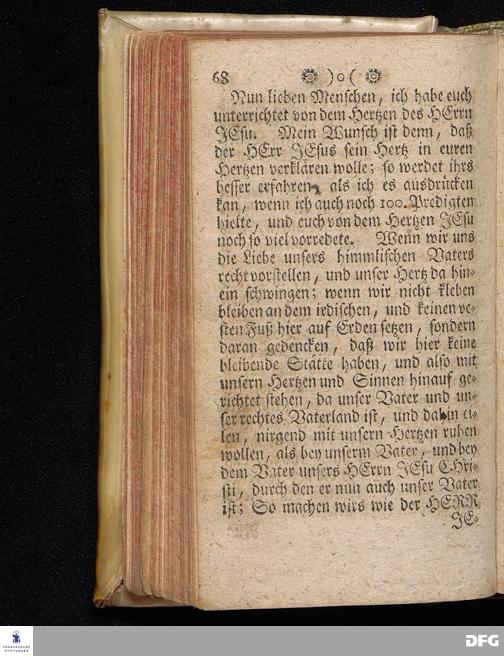 68 )o(
Nun lieben Menschen, ich habe euch
unterrichtet von dem Hertzen des HErrn
JEsu. Mein Wunsch ist denn, daß
der HErr JEsus sein Hertz in euren
Hertzen verklären wolle; so werdet ihrs
besser erfahren, als ich es ausdrücken
kan, wenn ich auch noch 100. Predigten
hielte, und euch von dem Hertzen JEsu
noch so viel vorredete. Wenn wir uns
die Liebe unsers himmlischen Vaters
recht vorstellen, und unser Hertz da hin-
ein schwingen; wenn wir nicht kleben
bleiben an dem irdischen, und keinen ve-
sten Fuß hier auf Erden setzen, sondern
daran gedencken, daß wir hier keine
bleibende Stätte haben, und also mit
unsern Hertzen und Sinnen hinauf ge-
richtet stehen, da unser Vater und un-
ser rechtes Vaterland ist, und dahin ei-
len, nirgend mit unsern Hertzen ruhen
wollen, als bey unserm Vater, und bey
dem Vater unsers HErrn JEsu CHri-
sti, durch den er nun auch unser Vater
ist; So machen wirs wie der HERR
JE-
FRANCKESCHE
STIFTUNGEN
DFG